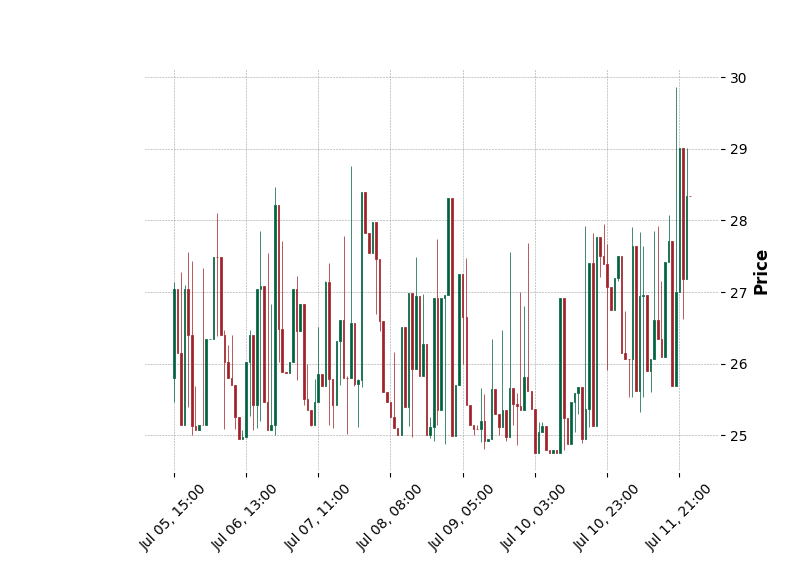 30
29
28
27
26
25
Price
Jul 05, 15:00
Jul 06, 13:00
Jul 07, 11:00
Jul 08, 08:00
Jul 09, 05:00
Jul 10, 03:00
Jul 10, 23:00
Jul 11, 21:00